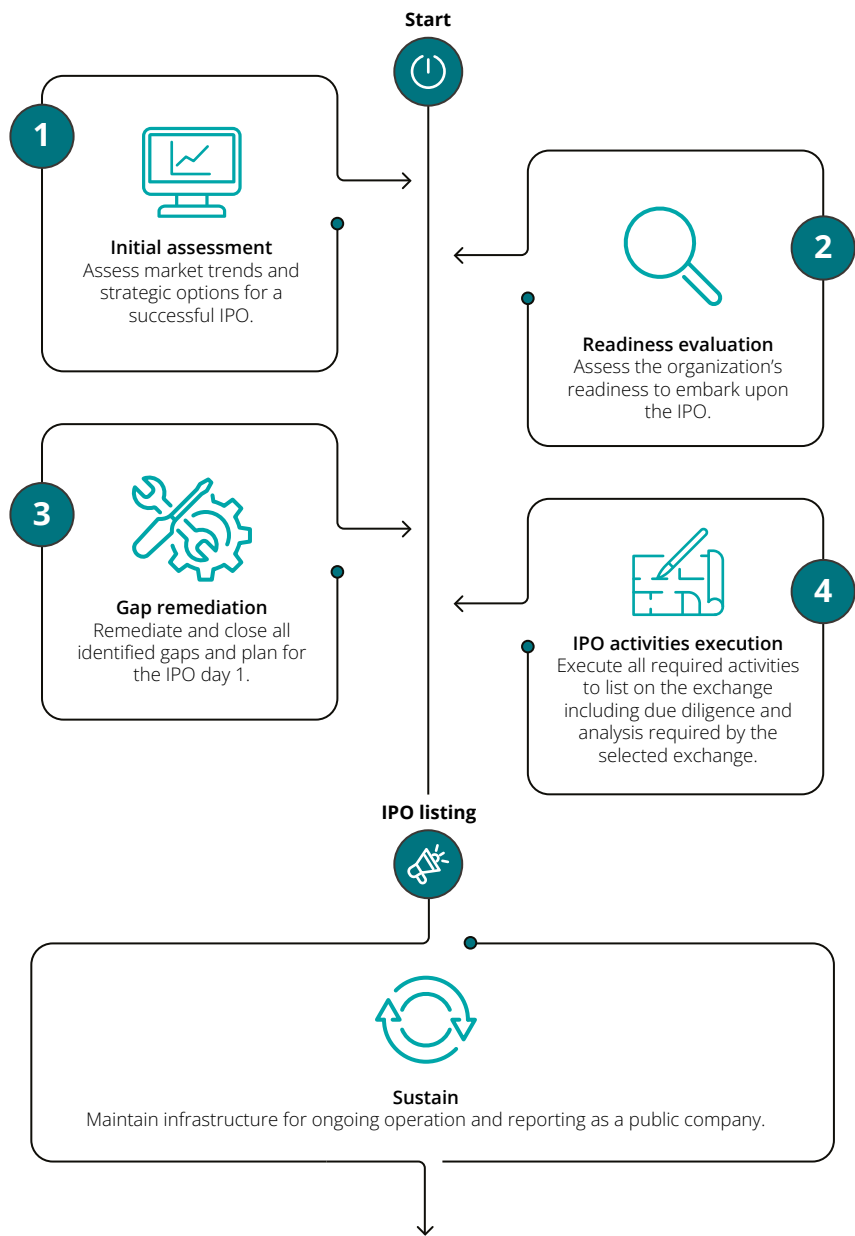 Start
1
Initial assessment
Assess market trends and
strategic options for a
successful IPO.
2
Readiness evaluation
Assess the organization’s
readiness to embark upon
the IPO.
3
Gap remediation
Remediate and close all
identified gaps and plan for
the IPO day 1.
4
IPO activities execution
Execute all required activities
to list on the exchange
including due diligence and
analysis required by the
selected exchange.
IPO listing
Sustain
Maintain infrastructure for ongoing operation and reporting as a public company.